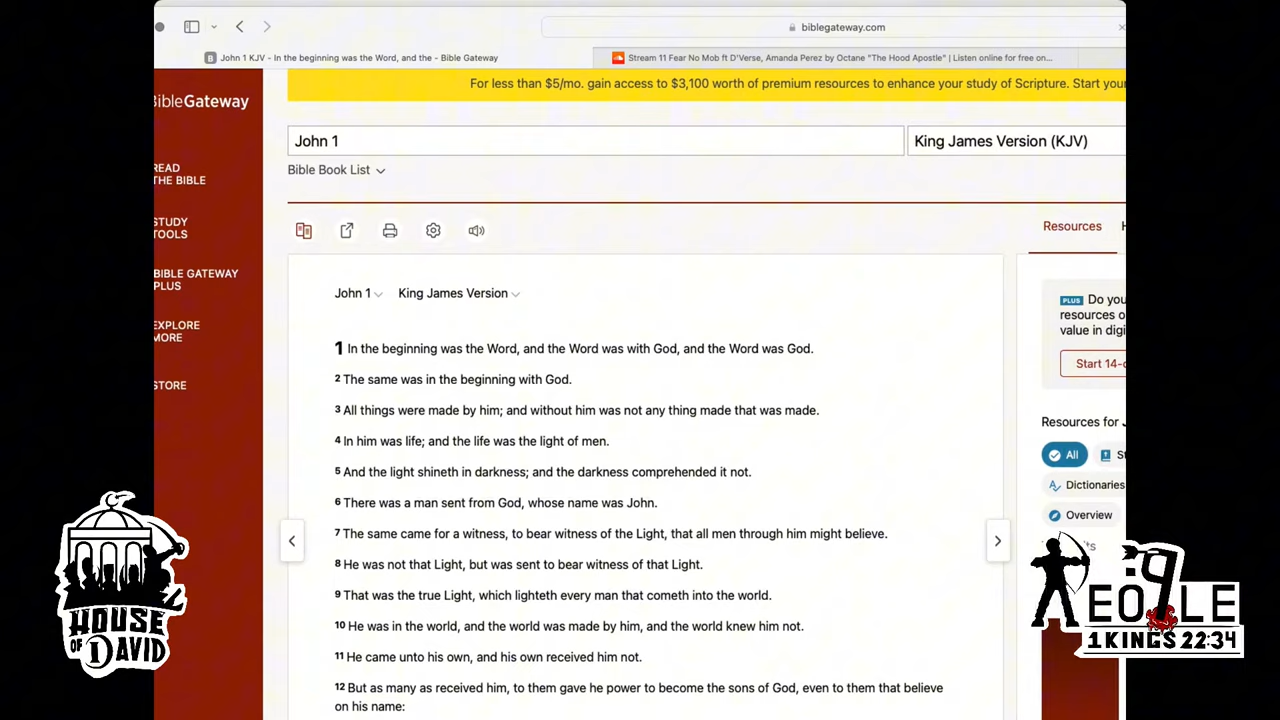 biblegateway.com
John 1 KJV - In the beginning was the Word, and the - Bible Gateway
Stream 11 Fear No Mob ft D'Verse, Amanda Perez by Octane "The Hood Apostle" | Listen online for free on...
BibleGateway
For less than $5/mo. gain access to $3,100 worth of premium resources to enhance your study of Scripture. Start your
John 1
King James Version (KJV)
Bible Book List
READ
THE BIBLE
STUDY
TOOLS
BIBLE GATEWAY
PLUS
EXPLORE
MORE
STORE
Resources
John 1
King James Version
1 In the beginning was the Word, and the Word was with God, and the Word was God.
2 The same was in the beginning with God.
3 All things were made by him; and without him was not any thing made that was made.
4 In him was life; and the life was the light of men.
5 And the light shineth in darkness; and the darkness comprehended it not.
6 There was a man sent from God, whose name was John.
7 The same came for a witness, to bear witness of the Light, that all men through him might believe.
8 He was not that Light, but was sent to bear witness of that Light.
9 That was the true Light, which lighteth every man that cometh into the world.
10 He was in the world, and the world was made by him, and the world knew him not.
11 He came unto his own, and his own received him not.
12 But as many as received him, to them gave he power to become the sons of God, even to them that believe
on his name:
PLUS Do you
resources o
value in digi
Start 14-
Resources for
All
St
Dictionaries
Overview
HOUSE
OF DAVID
1 KINGS 22:34